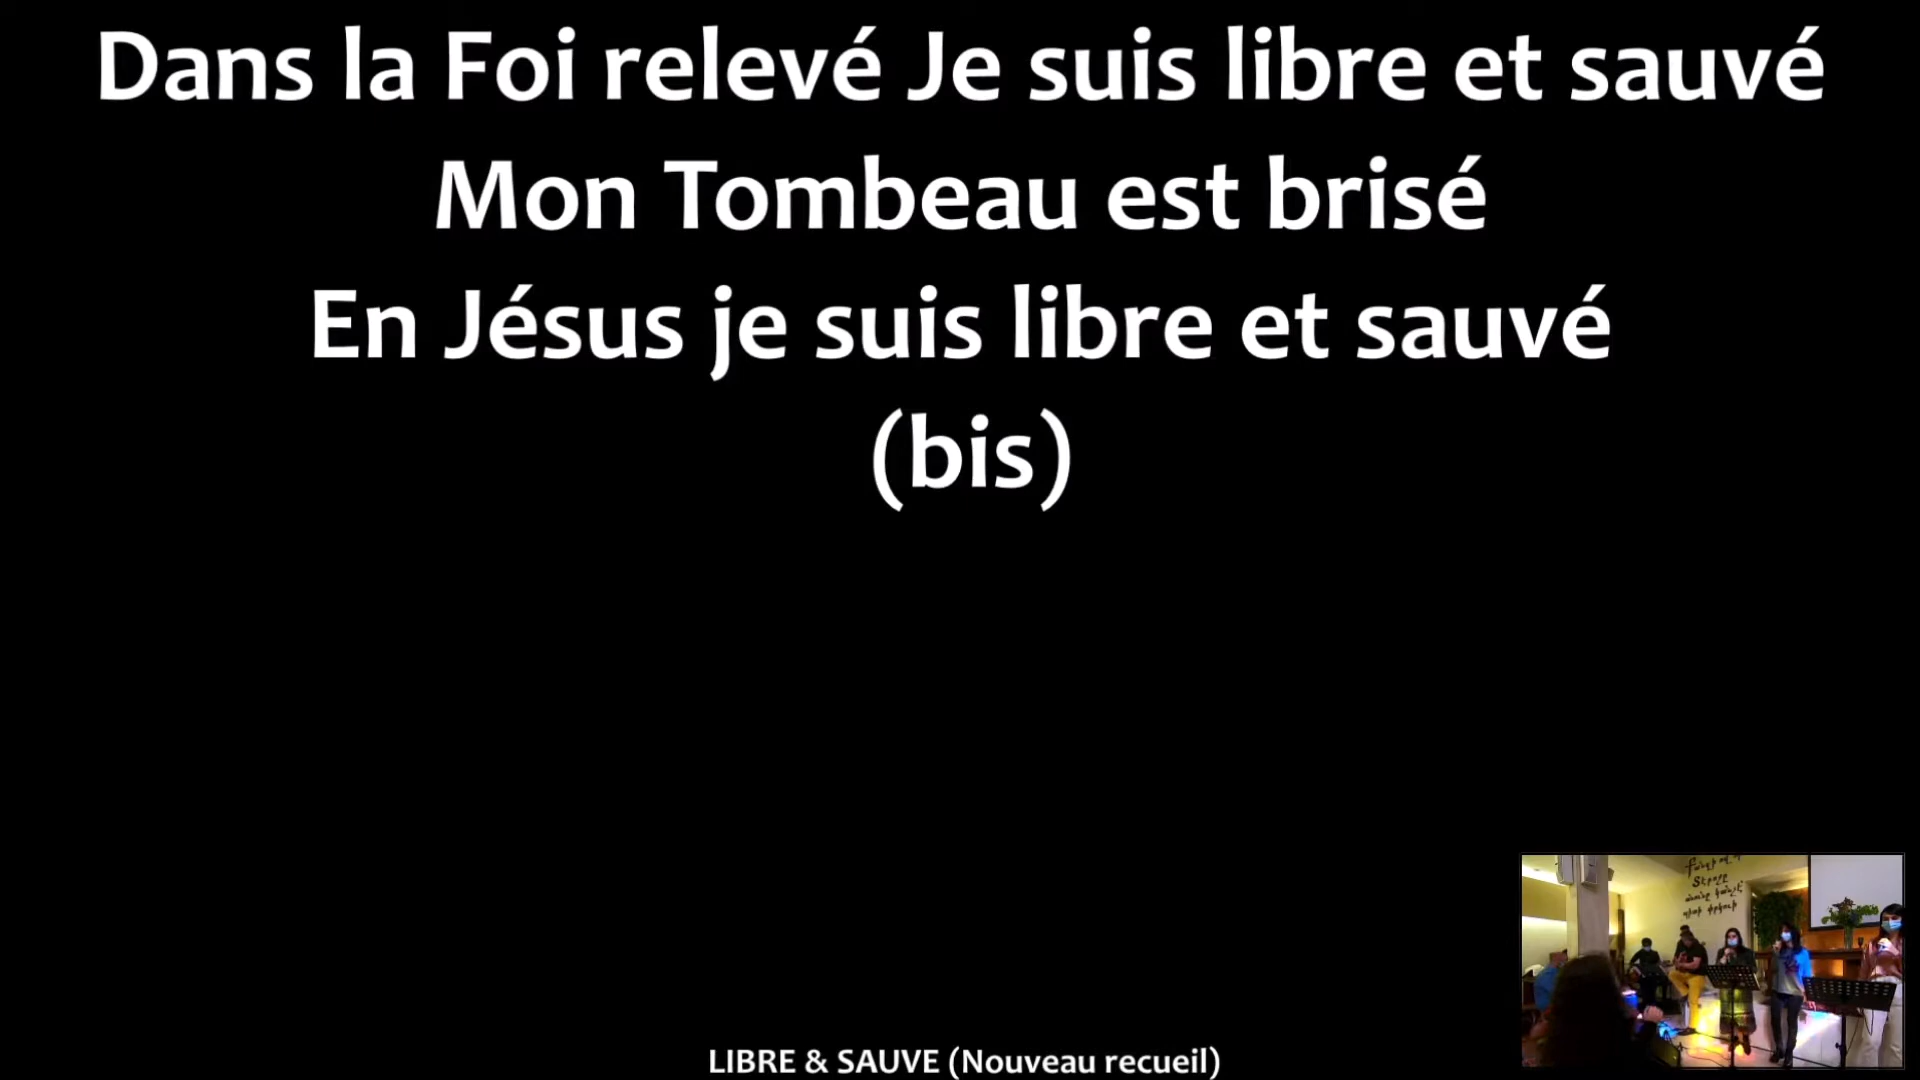 Dans la Foi relevé Je suis libre et sauvé
Mon Tombeau est brisé
En Jésus je suis libre et sauvé
(bis)
LIBRE & SAUVE (Nouveau recueil)